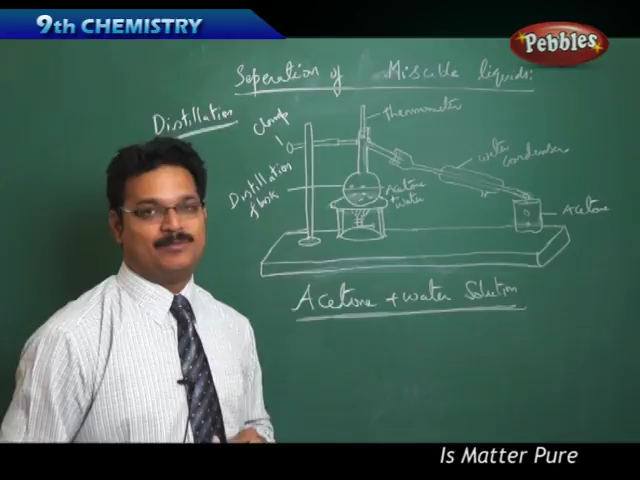 9th CHEMISTRY
Pebbles
Seperation of Miscible liquids:
Distillation
Clamp
Thermometer
water
condenser
Distillation
flask
Acetone
+ water
Acetone
Acetone + water Solution
Is Matter Pure